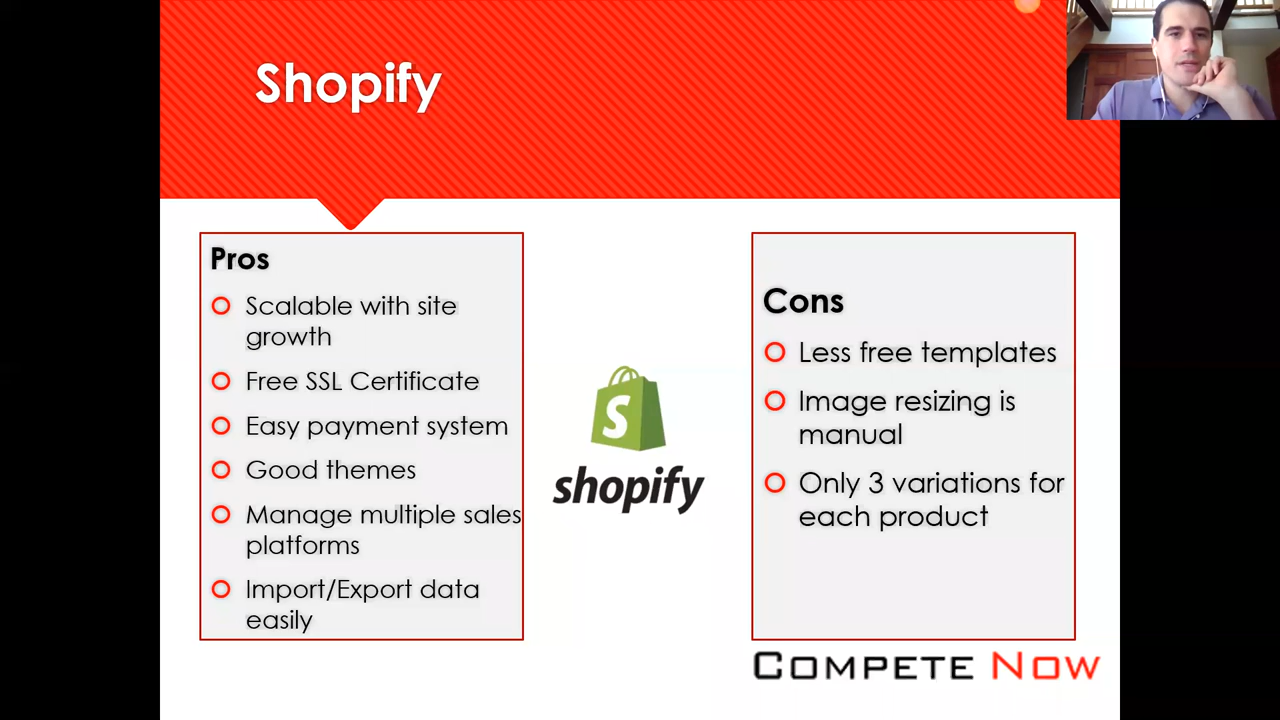 Shopify
Pros
Scalable with site
growth
Free SSL Certificate
Easy payment system
Good themes
Manage multiple sales
platforms
Import/Export data
easily
S
shopify
Cons
Less free templates
Image resizing is
manual
Only 3 variations for
each product
COMPETE NOW